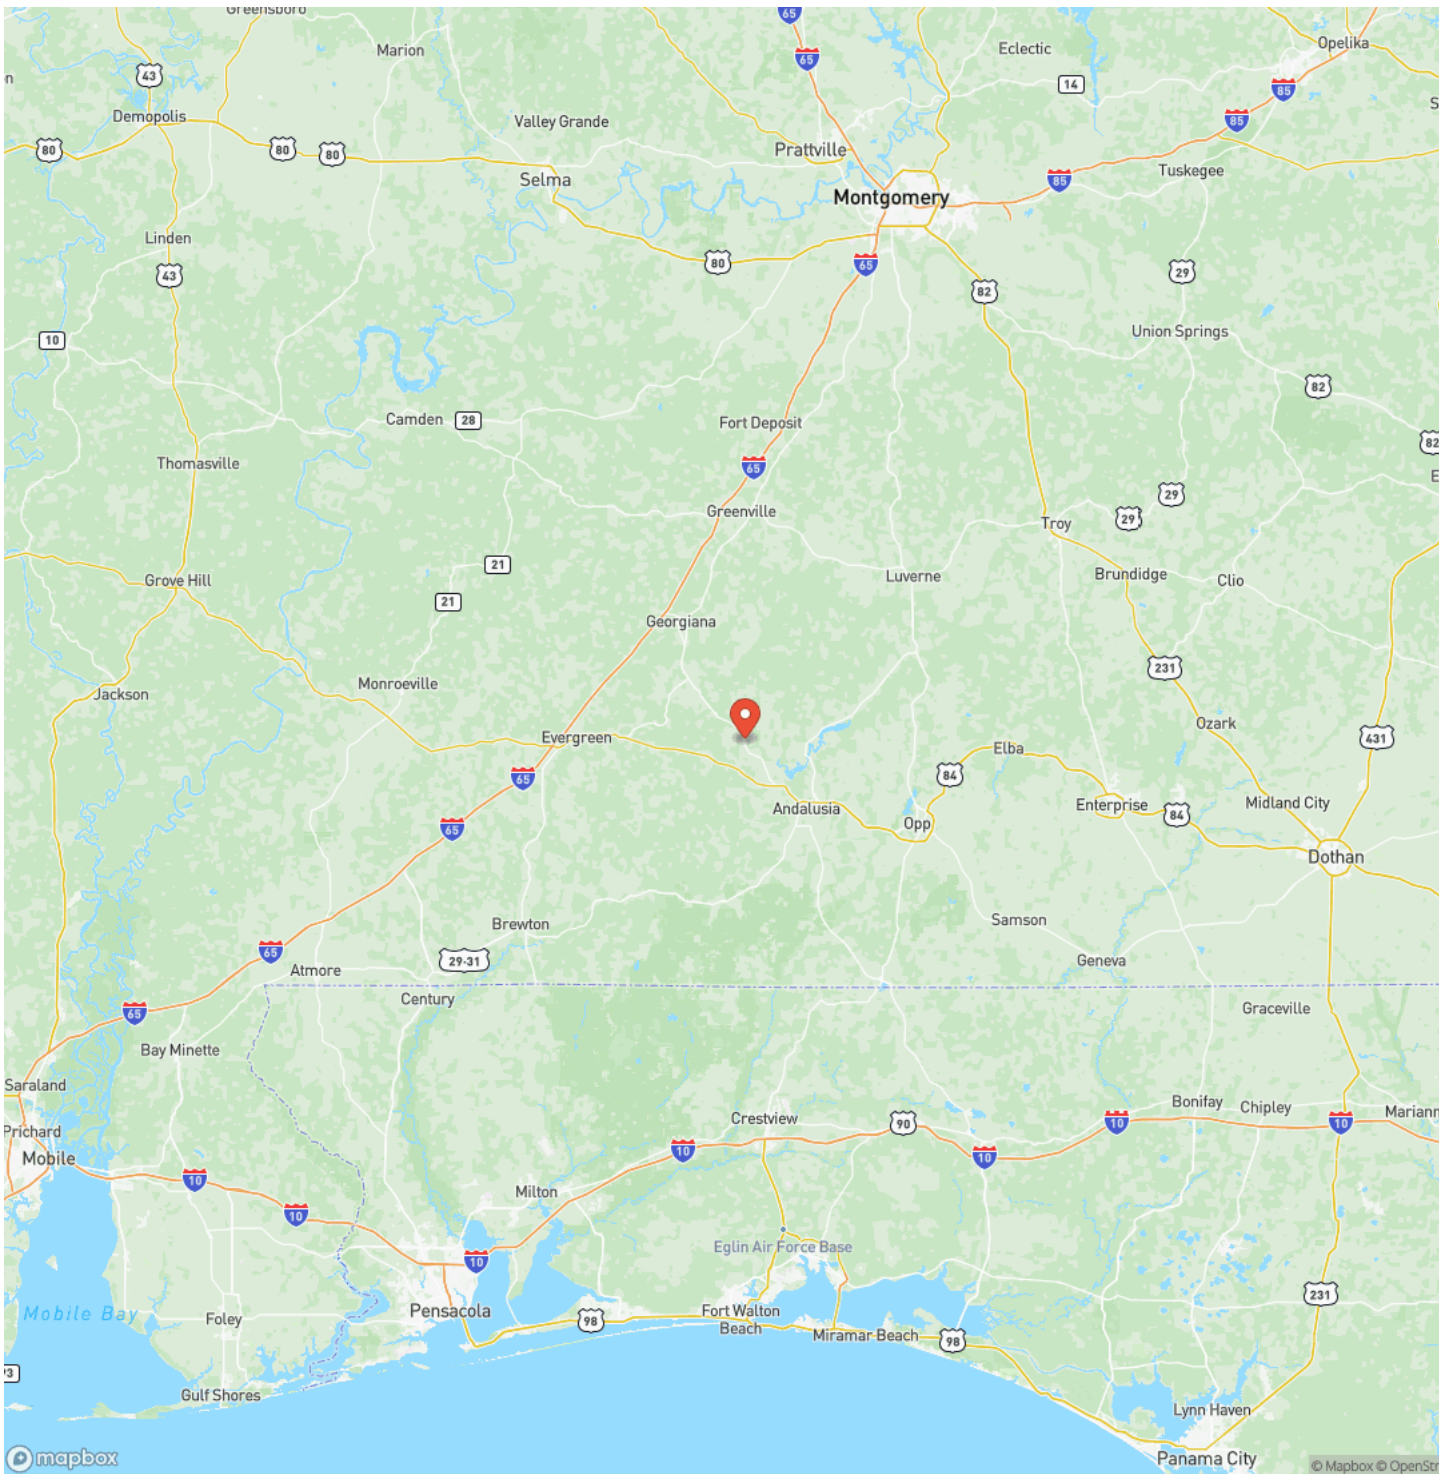 Greensboro
65
Marion
Eclectic
Opelika
65
43
14
85
Demopolis
Valley Grande
85
80
80
80
Prattville
Selma
85
Tuskegee
Montgomery
Linden
43
80
65
29
82
10
Union Springs
82
Camden
28
Fort Deposit
82
Thomasville
65
29
Greenville
29
Troy
21
Grove Hill
Luverne
Brundidge
Clio
21
Georgiana
231
Monroeville
Jackson
Ozark
Evergreen
431
Elba
65
84
Andalusia
Enterprise
Midland City
84
65
Opp
Dothan
Brewton
Samson
65
29-31
Geneva
Atmore
Century
Graceville
65
Bay Minette
Saraland
Bonifay
Chipley
Mariann
Crestview
90
10
10
Prichard
10
10
Mobile
10
Milton
10
Eglin Air Force Base
10
231
Mobile Bay
Foley
Pensacola
98
Fort Walton
Beach
Miramar Beach
98
Gulf Shores
Lynn Haven
mapbox
Panama City
© Mapbox © OpenStr